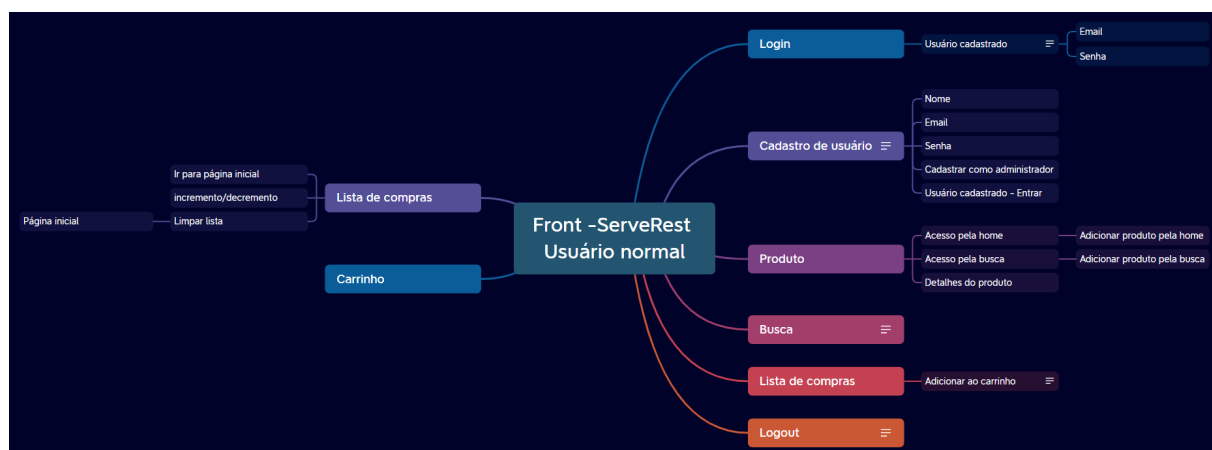 Front -ServeRest
Usuário normal
Login
Usuário cadastrado
Email
Senha
Cadastro de usuário
Nome
Email
Senha
Cadastrar como administrador
Usuário cadastrado - Entrar
Produto
Acesso pela home
Adicionar produto pela home
Acesso pela busca
Adicionar produto pela busca
Detalhes do produto
Busca
Lista de compras
Adicionar ao carrinho
Logout
Lista de compras
Ir para página inicial
incremento/decremento
Limpar lista
Página inicial
Carrinho